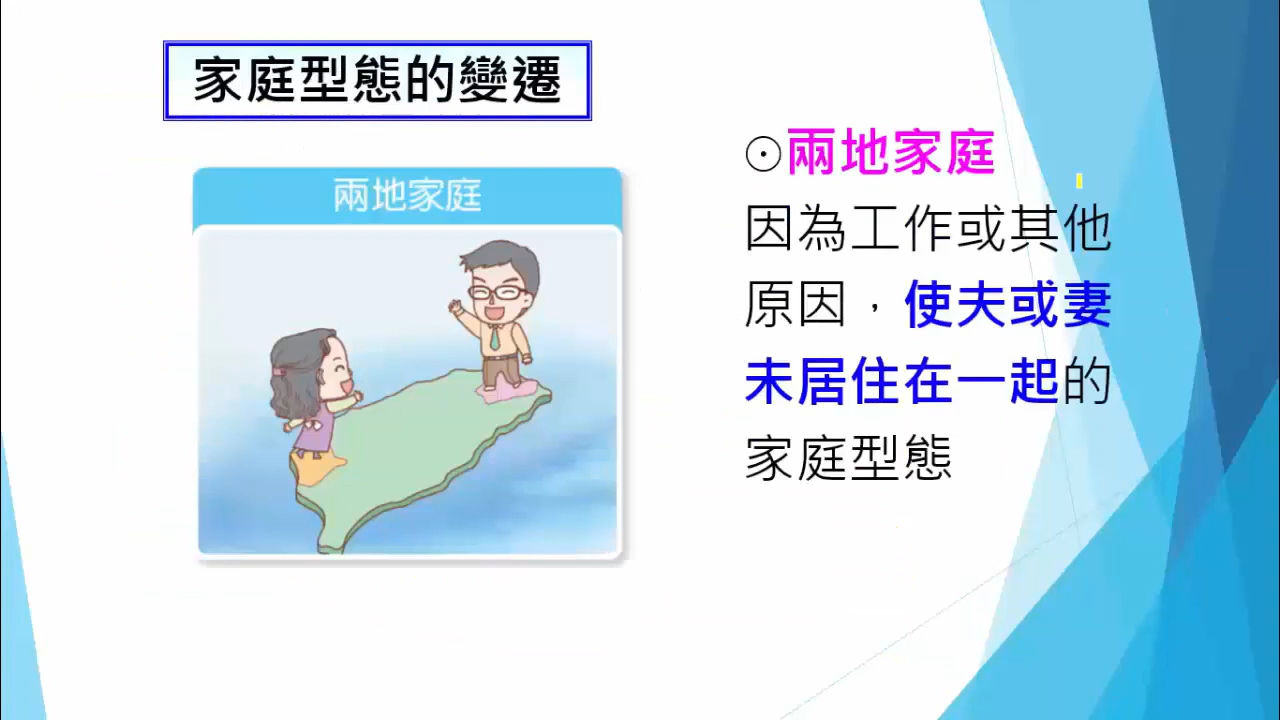 家庭型態的變遷
兩地家庭
⊙兩地家庭
因為工作或其他
原因，使夫或妻
未居住在一起的
家庭型態